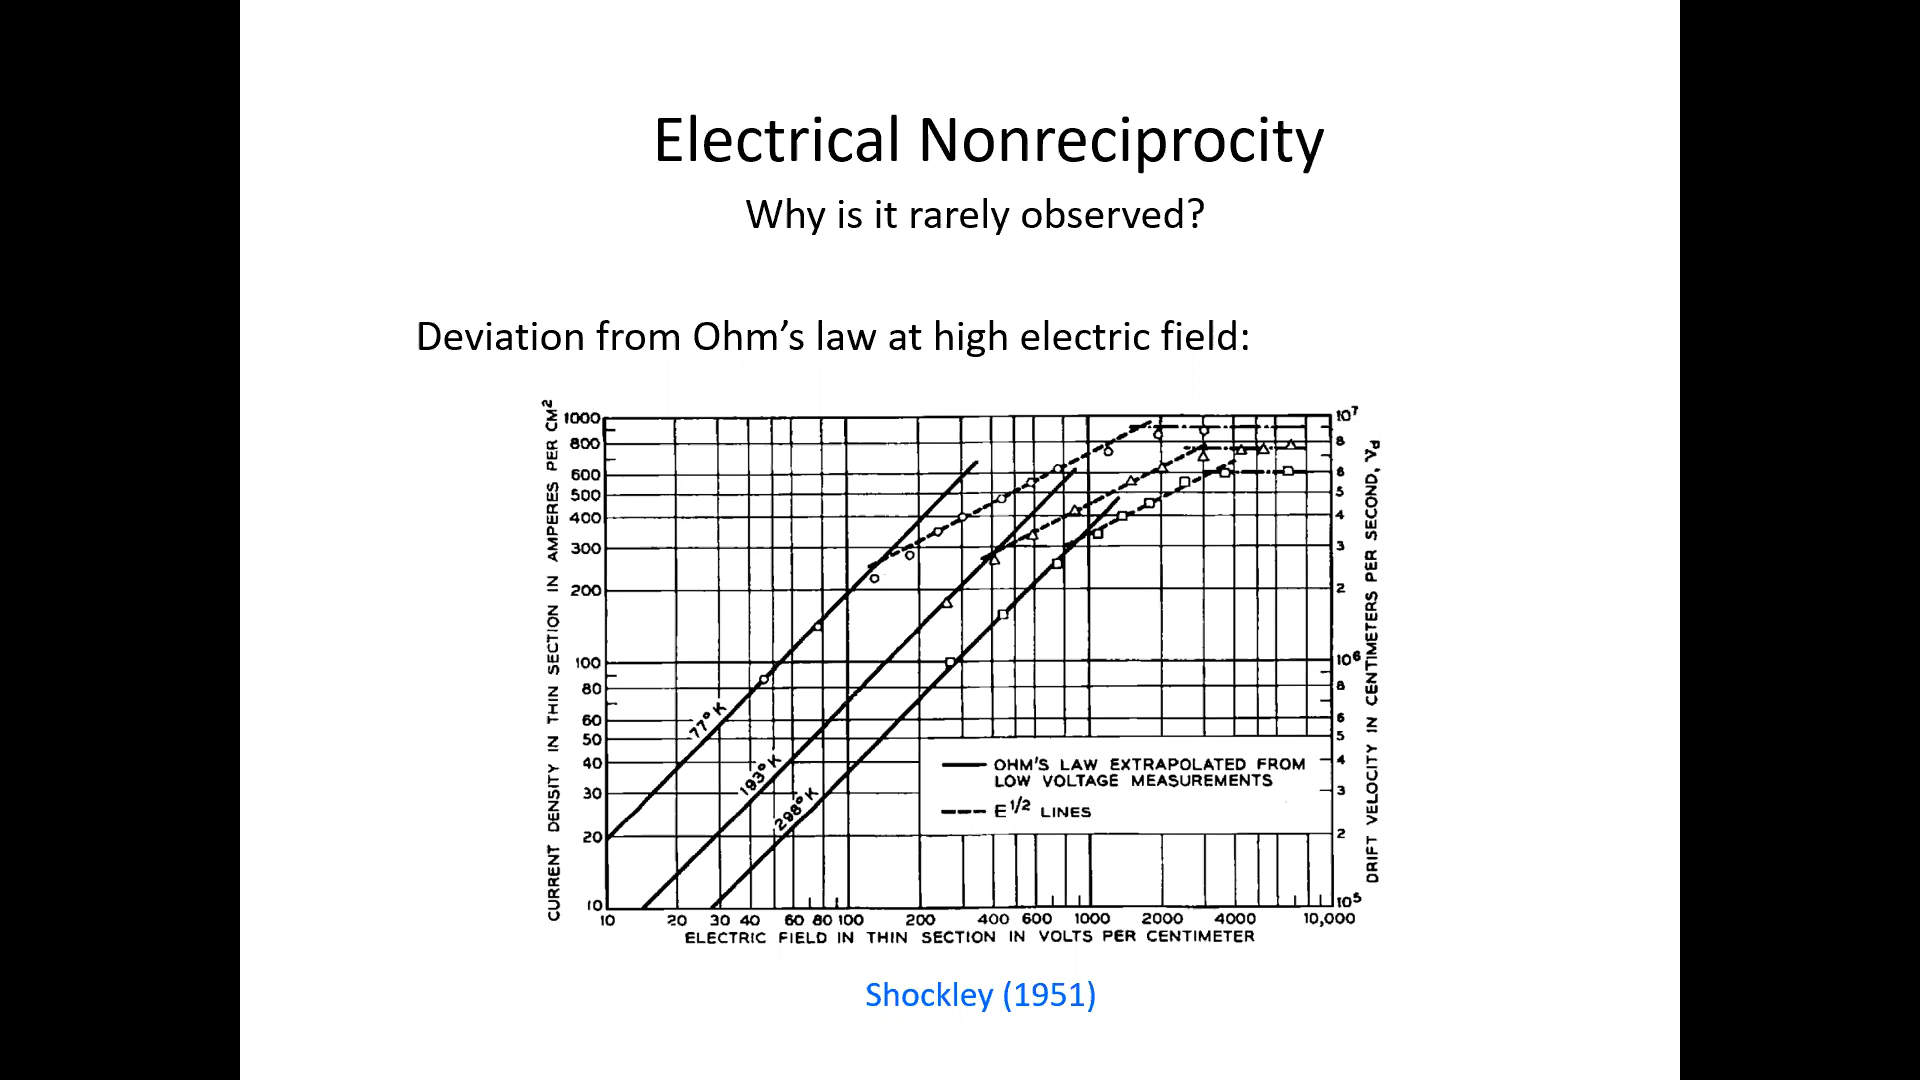 Electrical Nonreciprocity
Why is it rarely observed?
Deviation from Ohm’s law at high electric field:
CURRENT DENSITY IN THIN SECTION IN AMPERES PER CM²
1000
800
600
500
400
300
200
100
80
60
50
40
30
20
10
77° K
193° K
298° K
OHM'S LAW EXTRAPOLATED FROM
LOW VOLTAGE MEASUREMENTS
E^1/2 LINES
10⁷
8
6
5
4
3
2
10⁶
8
6
5
4
3
2
10⁵
DRIFT VELOCITY IN CENTIMETERS PER SECOND, Vd
10 20 30 40 60 80 100 200 400 600 1000 2000 4000 10,000
ELECTRIC FIELD IN THIN SECTION IN VOLTS PER CENTIMETER
Shockley (1951)